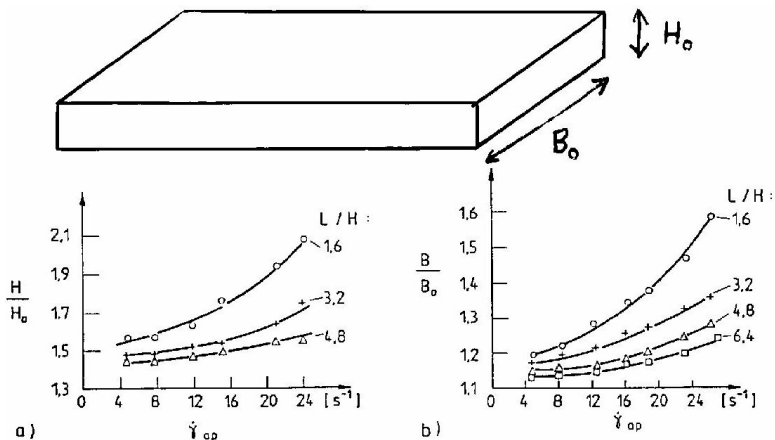 H₀
B₀
L / H :
2,1
1,9
1,7
1,5
1,3
H
H₀
1,6
3,2
4,8
4 8 12 16 20 24 [s⁻¹]
γ̇ₐₚ
a)
L / H :
1,6
1,5
1,4
1,3
1,2
1,1
B
B₀
1,6
3,2
4,8
6,4
0 4 8 12 16 20 24 [s⁻¹]
γ̇ₐₚ
b)